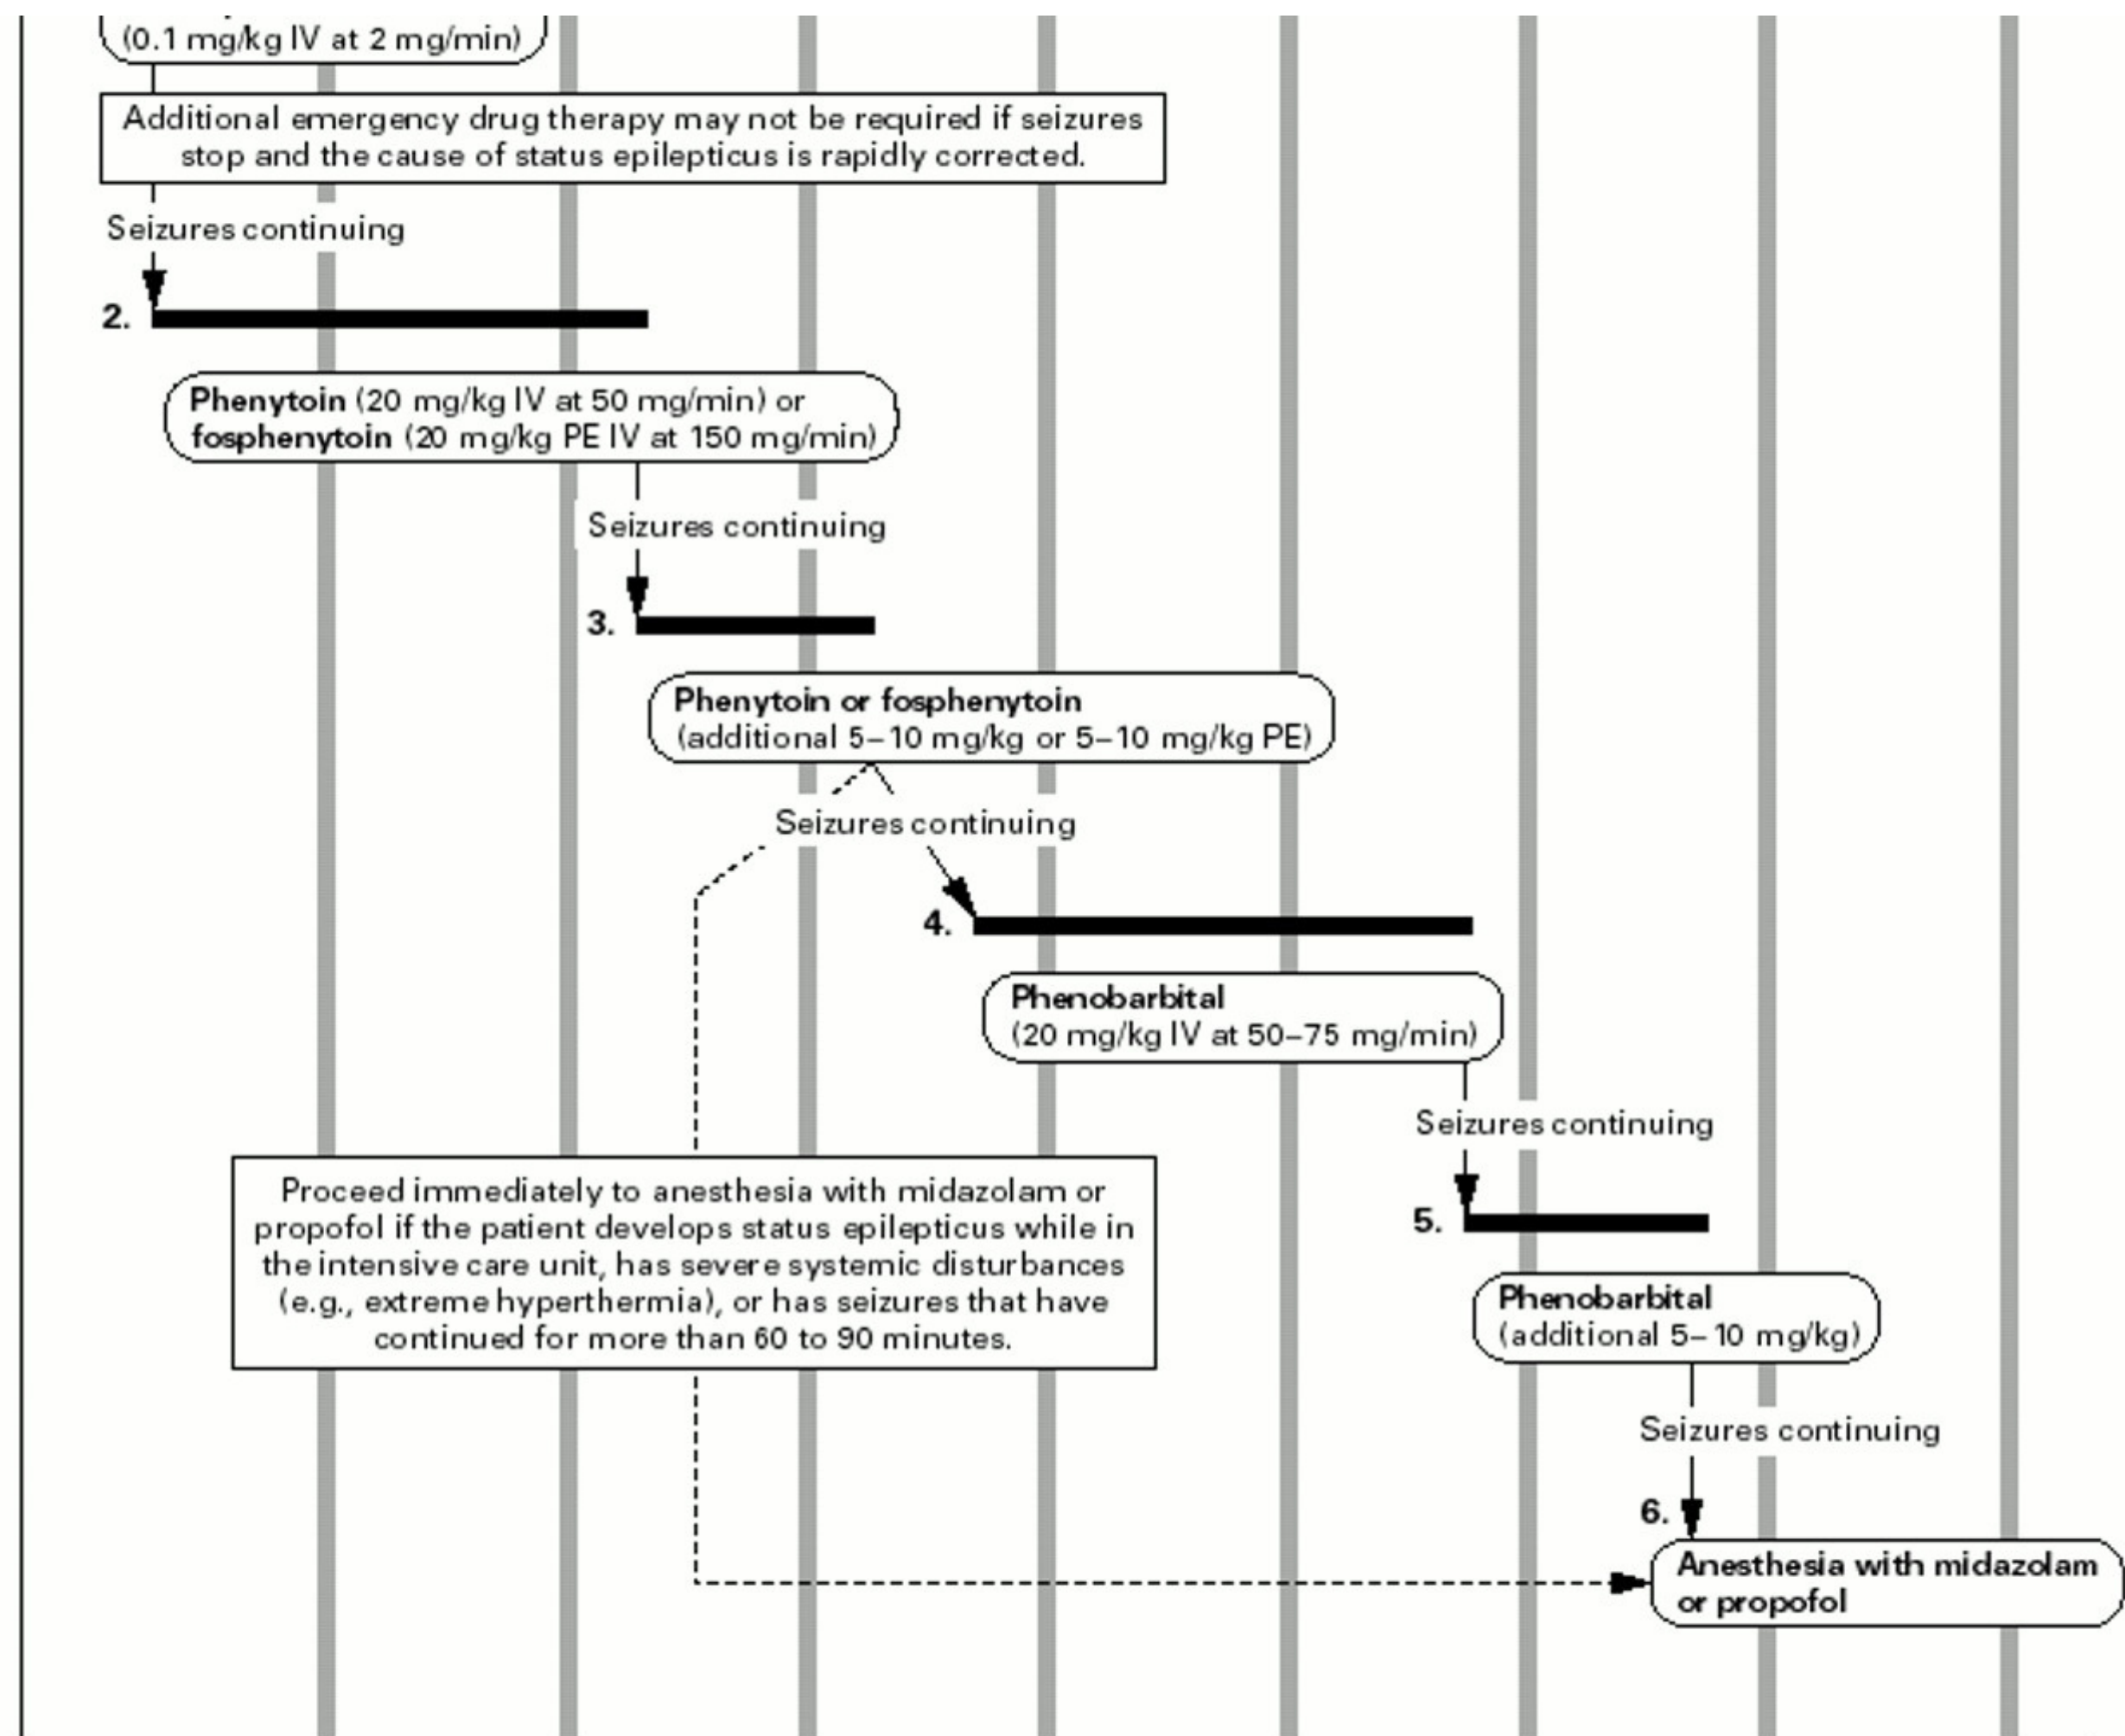 (0.1 mg/kg IV at 2 mg/min)
Additional emergency drug therapy may not be required if seizures
stop and the cause of status epilepticus is rapidly corrected.
Seizures continuing
2.
Phenytoin (20 mg/kg IV at 50 mg/min) or
fosphenytoin (20 mg/kg PE IV at 150 mg/min)
Seizures continuing
3.
Phenytoin or fosphenytoin
(additional 5–10 mg/kg or 5–10 mg/kg PE)
Seizures continuing
4.
Phenobarbital
(20 mg/kg IV at 50–75 mg/min)
Seizures continuing
5.
Proceed immediately to anesthesia with midazolam or
propofol if the patient develops status epilepticus while in
the intensive care unit, has severe systemic disturbances
(e.g., extreme hyperthermia), or has seizures that have
continued for more than 60 to 90 minutes.
Phenobarbital
(additional 5–10 mg/kg)
Seizures continuing
6.
Anesthesia with midazolam
or propofol